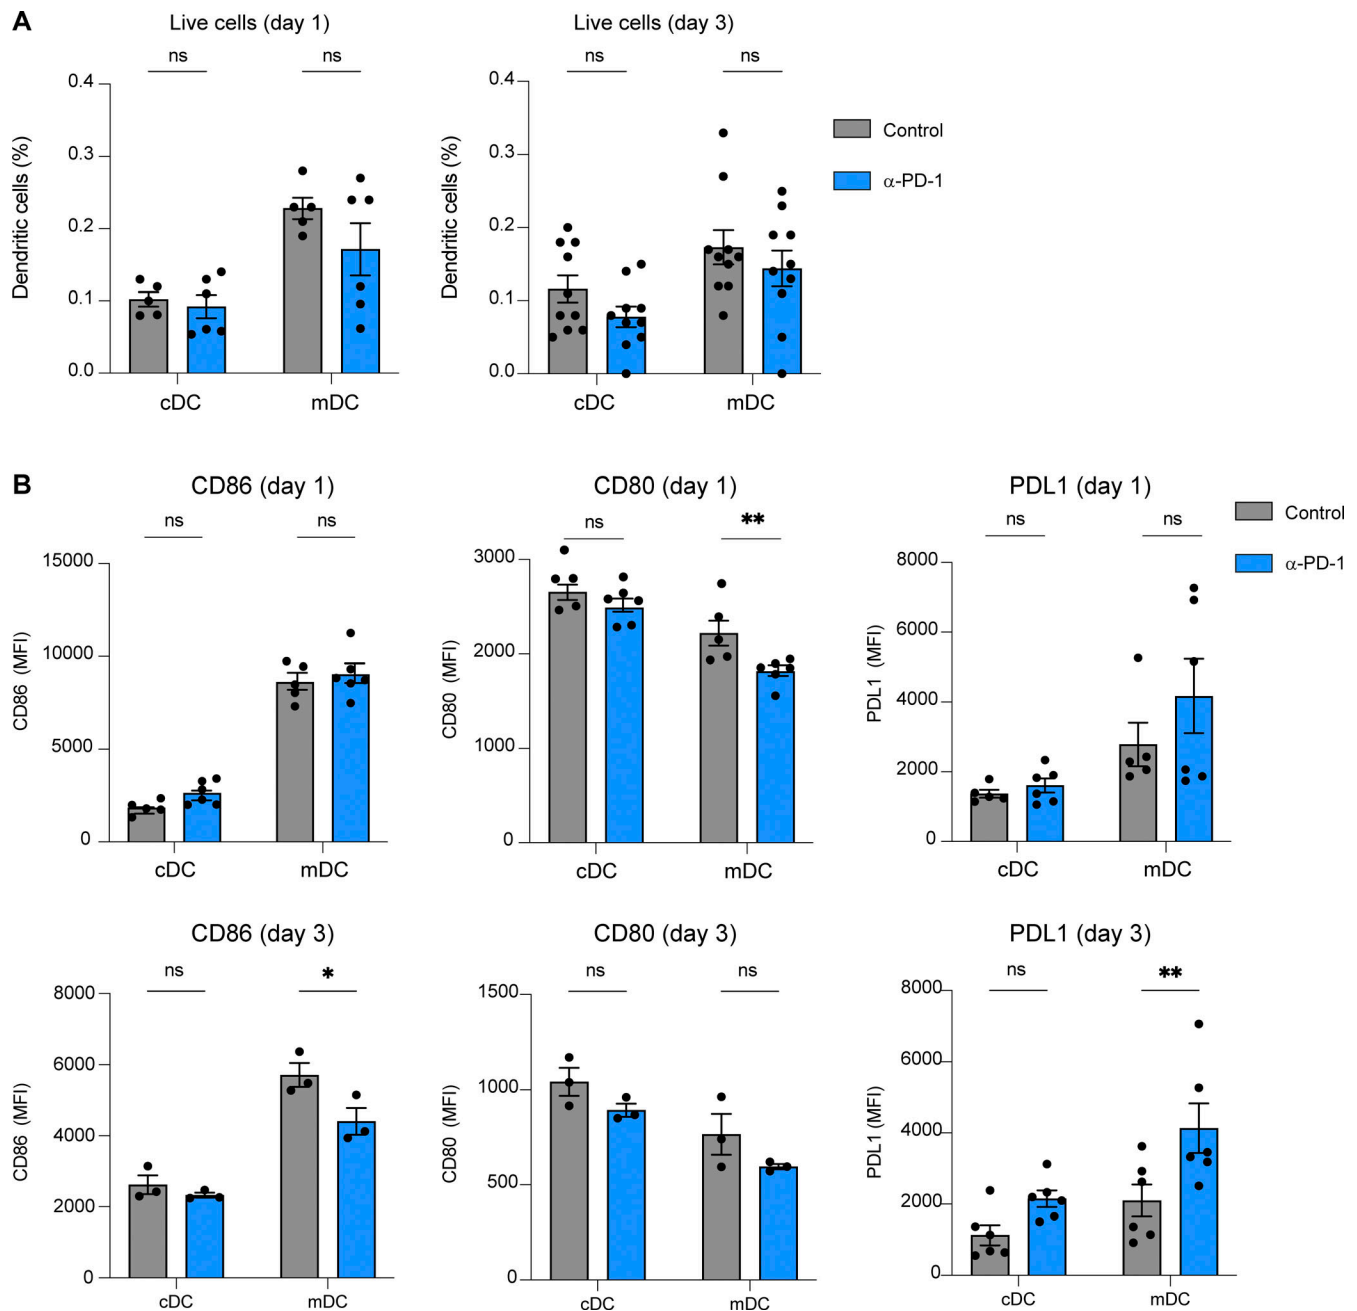 A
Live cells (day 1)
Live cells (day 3)
ns ns ns ns
Dendritic cells (%)
0.4
0.3
0.2
0.1
0.0
cDC mDC
Dendritic cells (%)
0.4
0.3
0.2
0.1
0.0
cDC mDC
Control
α-PD-1
B
CD86 (day 1)
ns ns
CD86 (MFI)
15000
10000
5000
0
cDC mDC
CD80 (day 1)
ns **
CD80 (MFI)
3000
2000
1000
0
cDC mDC
PDL1 (day 1)
ns ns
PDL1 (MFI)
8000
6000
4000
2000
0
cDC mDC
Control
α-PD-1
CD86 (day 3)
ns *
CD86 (MFI)
8000
6000
4000
2000
0
cDC mDC
CD80 (day 3)
ns ns
CD80 (MFI)
1500
1000
500
0
cDC mDC
PDL1 (day 3)
ns **
PDL1 (MFI)
8000
6000
4000
2000
0
cDC mDC